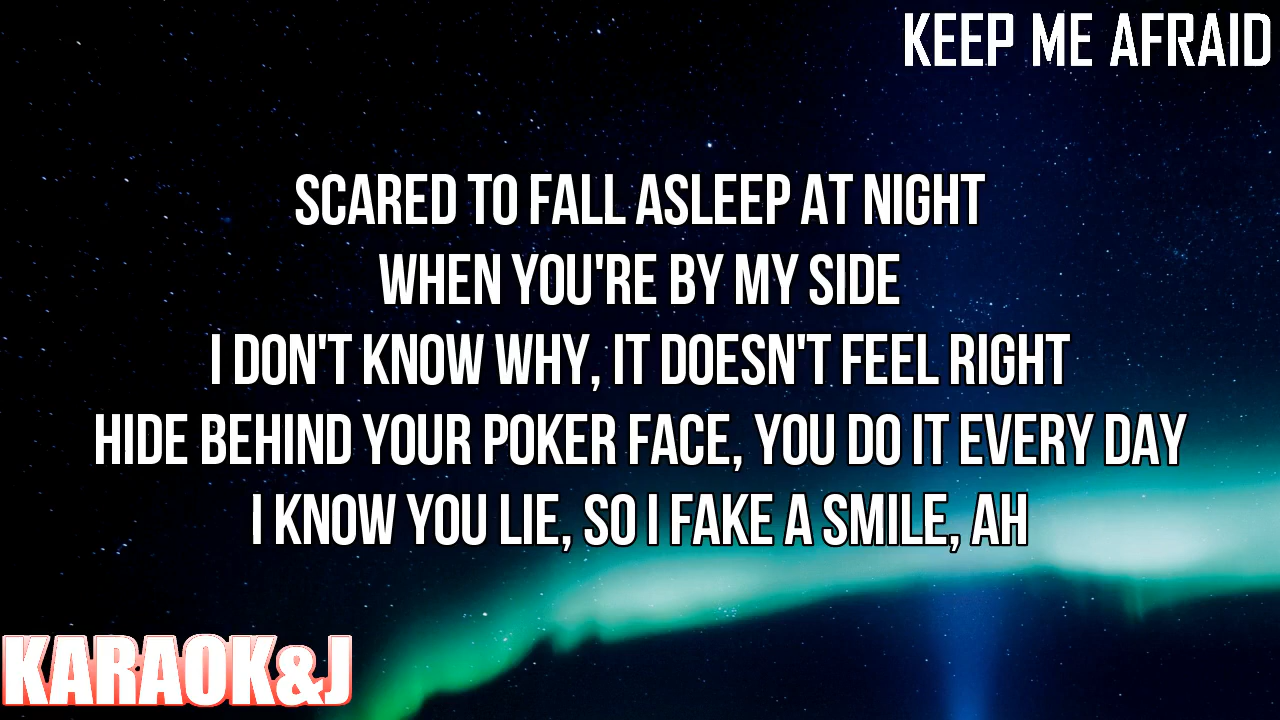 KEEP ME AFRAID
SCARED TO FALL ASLEEP AT NIGHT
WHEN YOU'RE BY MY SIDE
I DON'T KNOW WHY, IT DOESN'T FEEL RIGHT
HIDE BEHIND YOUR POKER FACE, YOU DO IT EVERY DAY
I KNOW YOU LIE, SO I FAKE A SMILE, AH
KARAOK&J